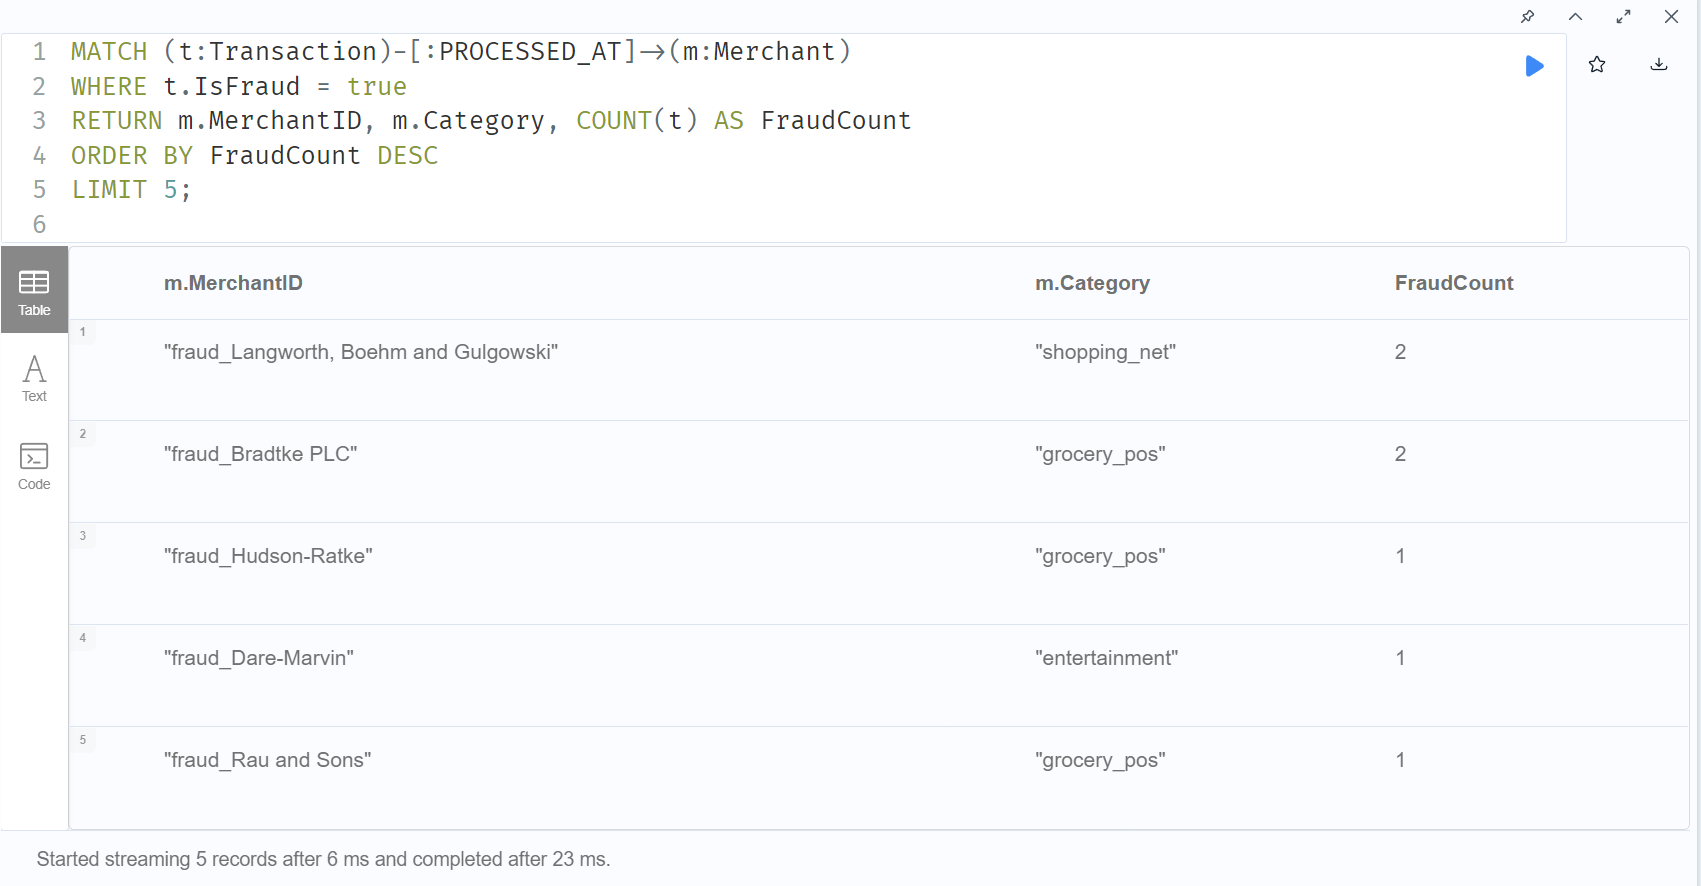 1 MATCH (t:Transaction)-[:PROCESSED_AT]->(m:Merchant)
2 WHERE t.IsFraud = true
3 RETURN m.MerchantID, m.Category, COUNT(t) AS FraudCount
4 ORDER BY FraudCount DESC
5 LIMIT 5;
6
Table
Text
Code
m.MerchantID m.Category FraudCount
1 "fraud_Langworth, Boehm and Gulgowski" "shopping_net" 2
2 "fraud_Bradtke PLC" "grocery_pos" 2
3 "fraud_Hudson-Ratke" "grocery_pos" 1
4 "fraud_Dare-Marvin" "entertainment" 1
5 "fraud_Rau and Sons" "grocery_pos" 1
Started streaming 5 records after 6 ms and completed after 23 ms.